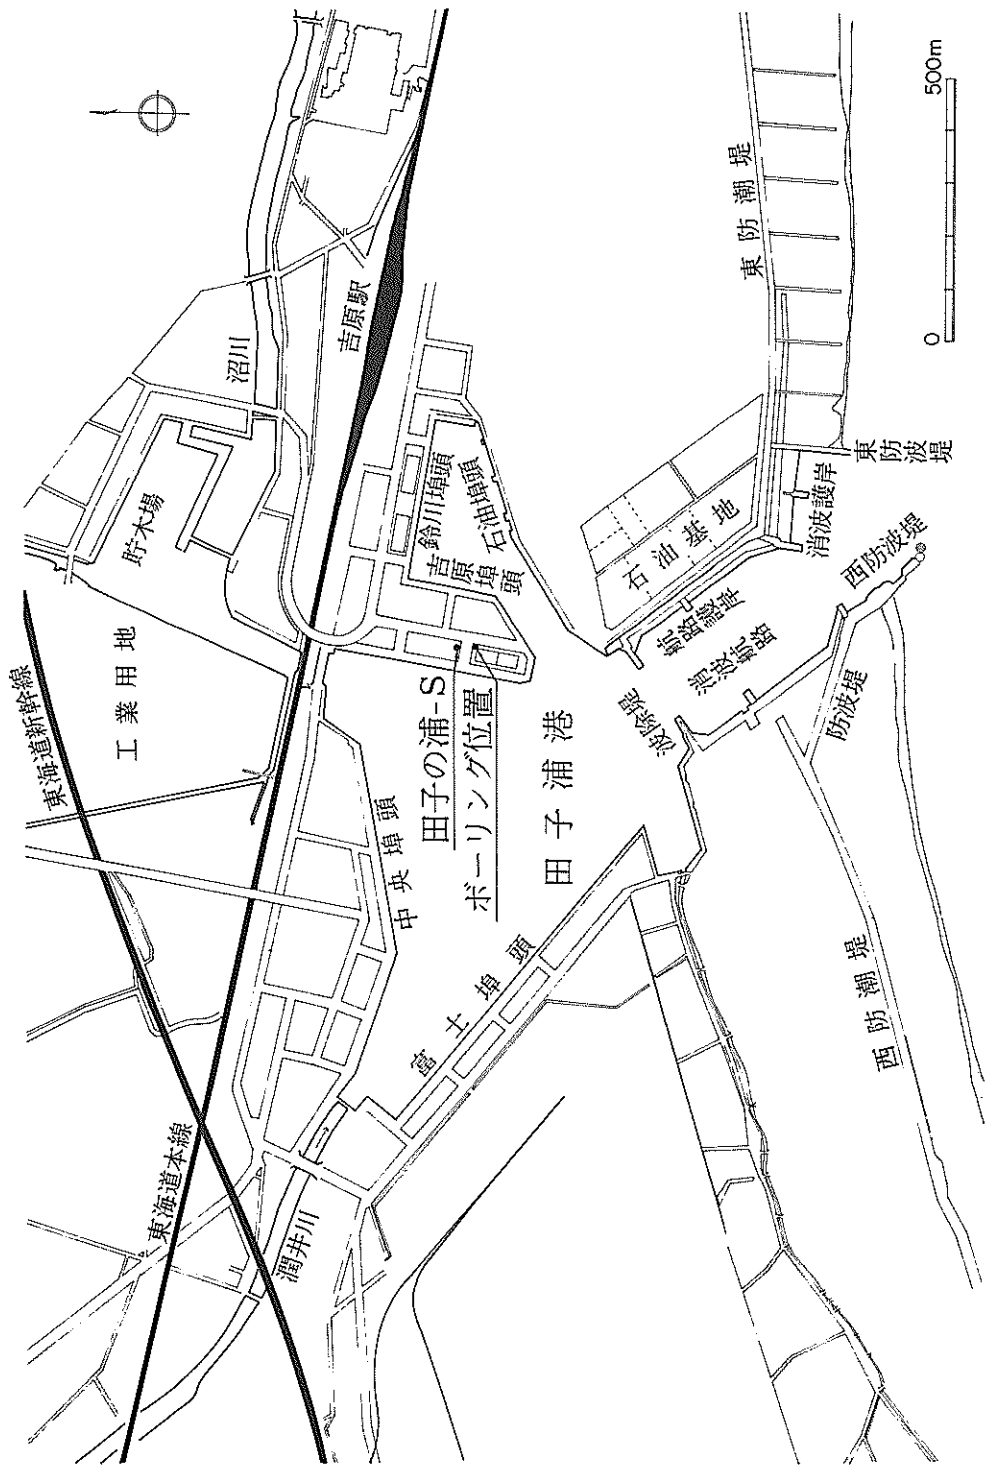 東海道新幹線
工業用地
貯木場
沼川
吉原駅
東海道本線
潤井川
中央埠頭
富士埠頭
田子の浦-S
ボーリング位置
田子浦港
鈴川埠頭
吉原埠頭
石油埠頭
石油基地
航路護岸
消波航路
波除堤
防波堤
西防波堤
消波護岸
東防波堤
東防潮堤
西防潮堤
0
500m